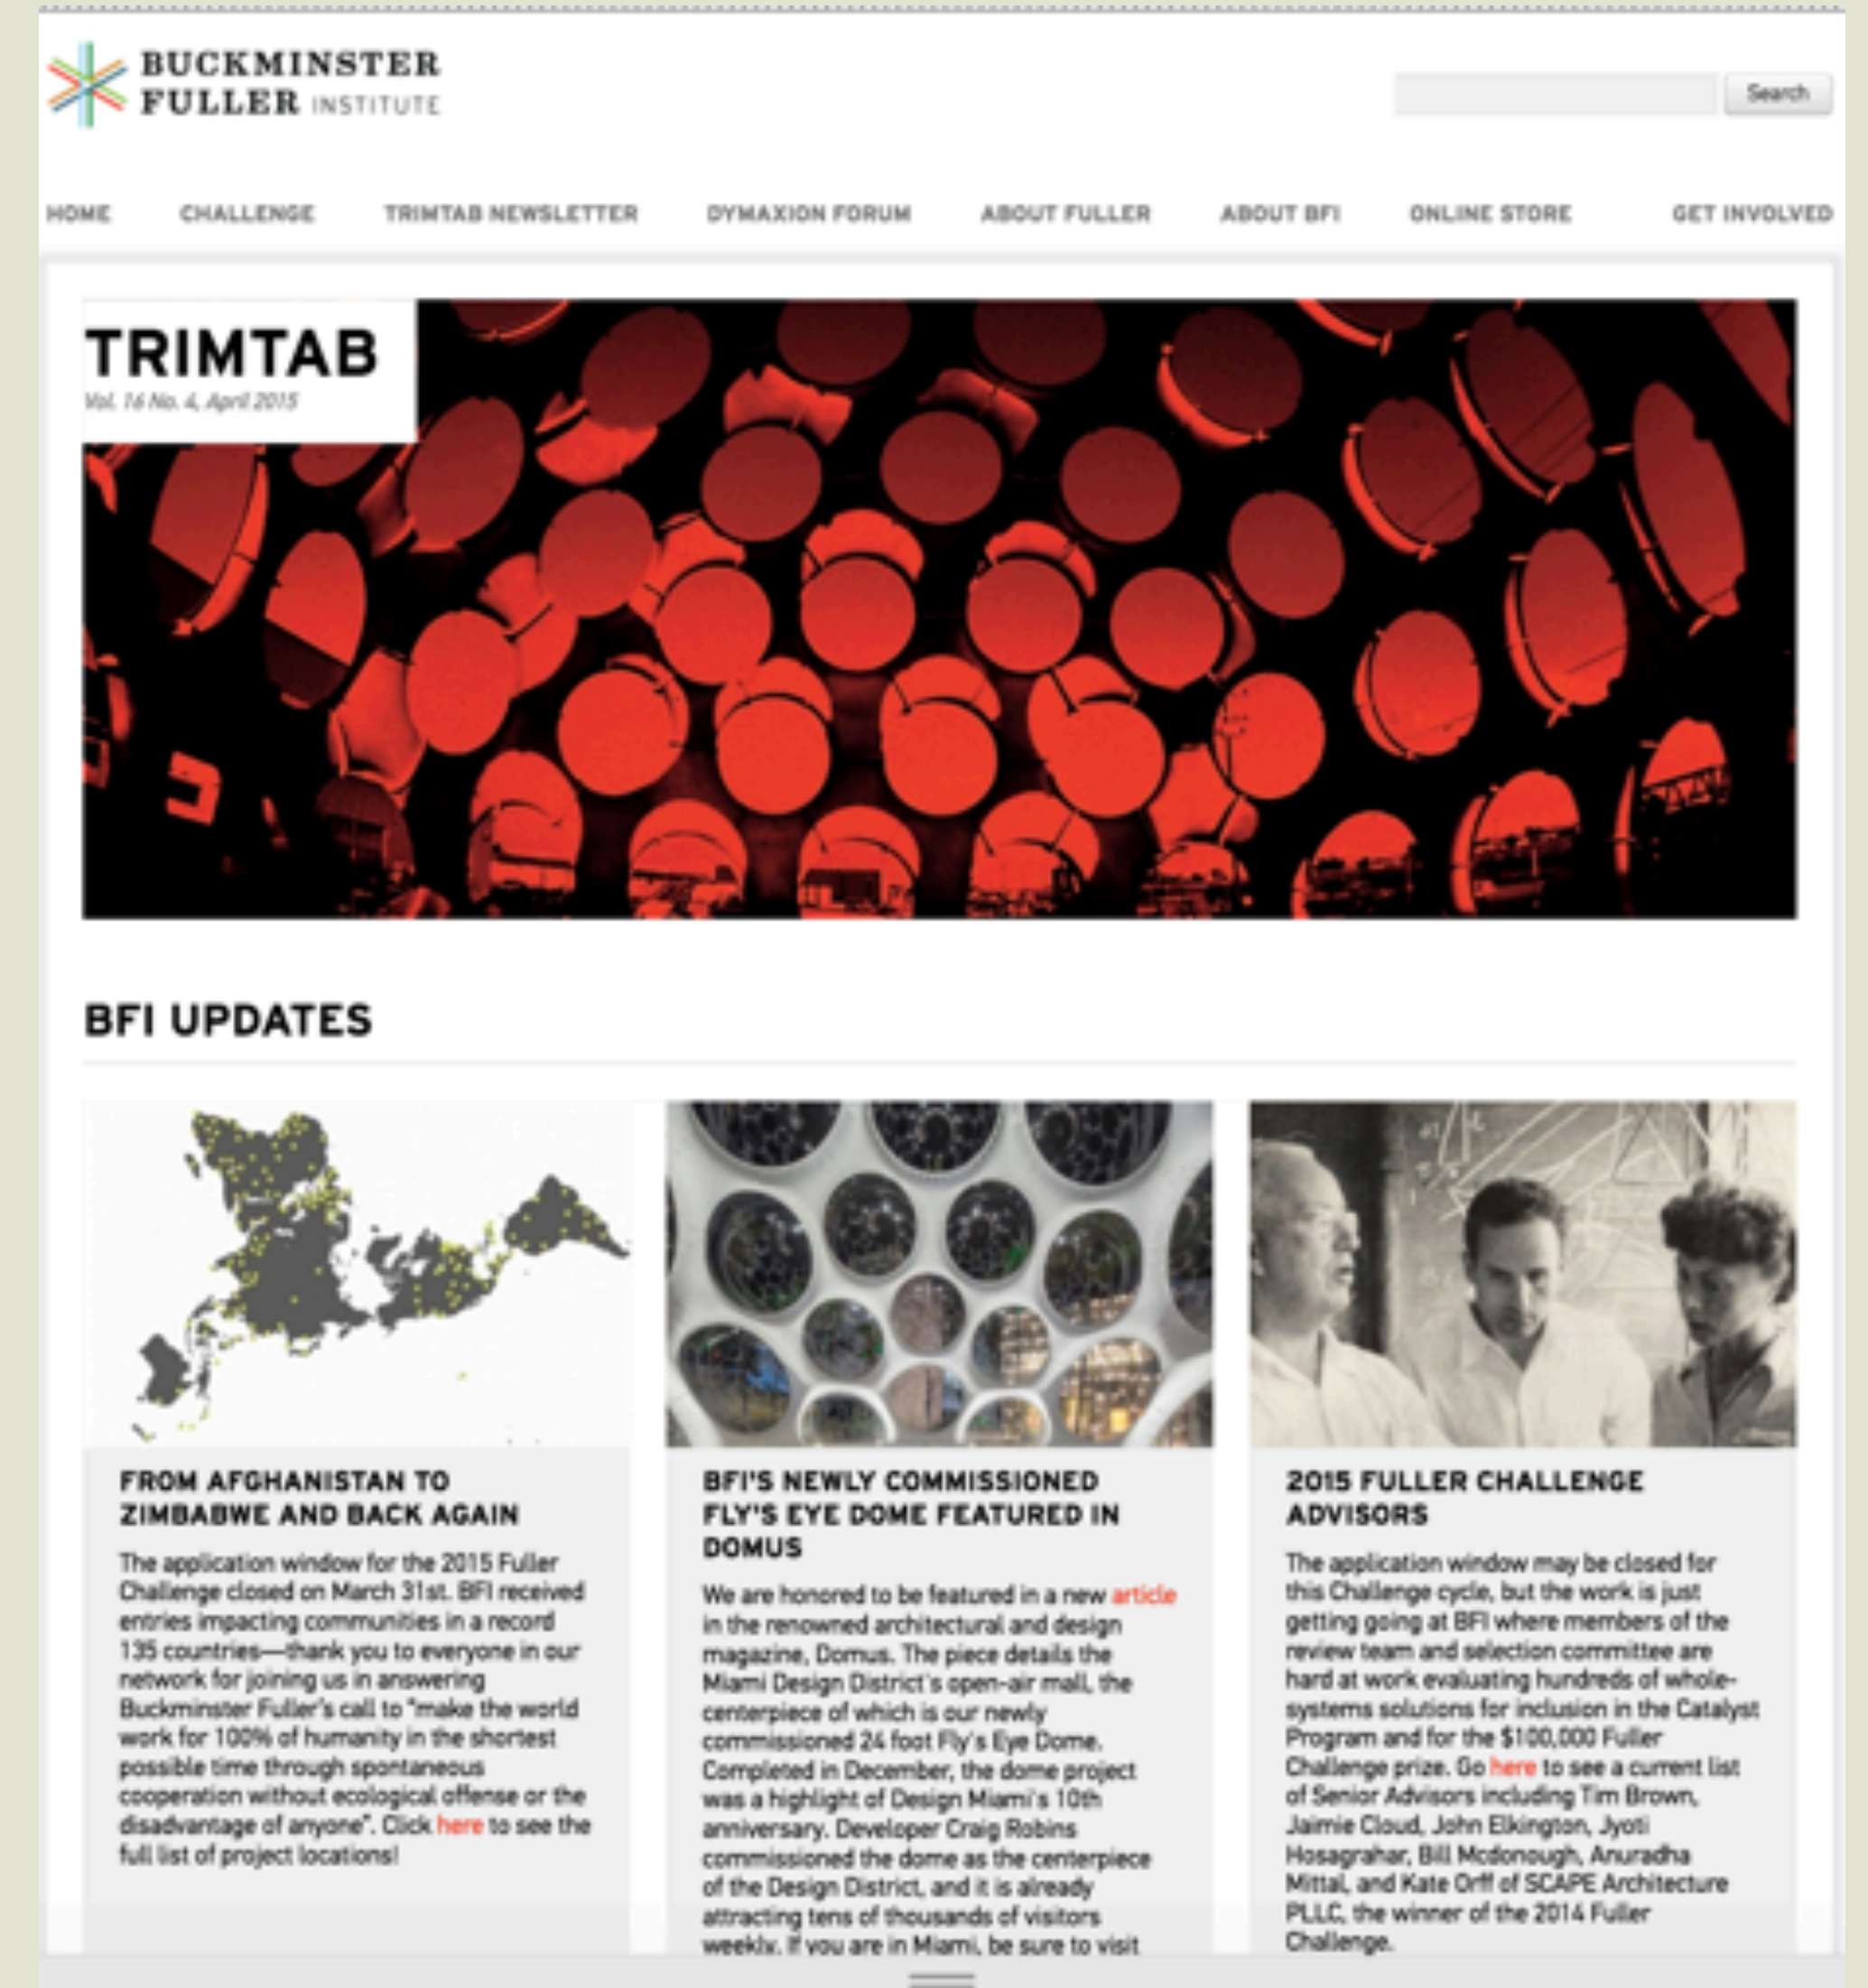 BUCKMINSTER
FULLER INSTITUTE
Search
HOME CHALLENGE TRIMTAB NEWSLETTER DYMAXION FORUM ABOUT FULLER ABOUT BFI ONLINE STORE GET INVOLVED
TRIMTAB
Vol. 16 No. 4, April 2015
BFI UPDATES
FROM AFGHANISTAN TO
ZIMBABWE AND BACK AGAIN
The application window for the 2015 Fuller
Challenge closed on March 31st. BFI received
entries impacting communities in a record
135 countries—thank you to everyone in our
network for joining us in answering
Buckminster Fuller's call to "make the world
work for 100% of humanity in the shortest
possible time through spontaneous
cooperation without ecological offense or the
disadvantage of anyone". Click here to see the
full list of project locations!
BFI'S NEWLY COMMISSIONED
FLY'S EYE DOME FEATURED IN
DOMUS
We are honored to be featured in a new article
in the renowned architectural and design
magazine, Domus. The piece details the
Miami Design District's open-air mall, the
centerpiece of which is our newly
commissioned 24 foot Fly's Eye Dome.
Completed in December, the dome project
was a highlight of Design Miami's 10th
anniversary. Developer Craig Robins
commissioned the dome as the centerpiece
of the Design District, and it is already
attracting tens of thousands of visitors
weekly. If you are in Miami, be sure to visit
2015 FULLER CHALLENGE
ADVISORS
The application window may be closed for
this Challenge cycle, but the work is just
getting going at BFI where members of the
review team and selection committee are
hard at work evaluating hundreds of whole-
systems solutions for inclusion in the Catalyst
Program and for the $100,000 Fuller
Challenge prize. Go here to see a current list
of Senior Advisors including Tim Brown,
Jaimie Cloud, John Elkington, Jyoti
Hosagrahar, Bill Mcdonough, Anuradha
Mittal, and Kate Orff of SCAPE Architecture
PLLC, the winner of the 2014 Fuller
Challenge.